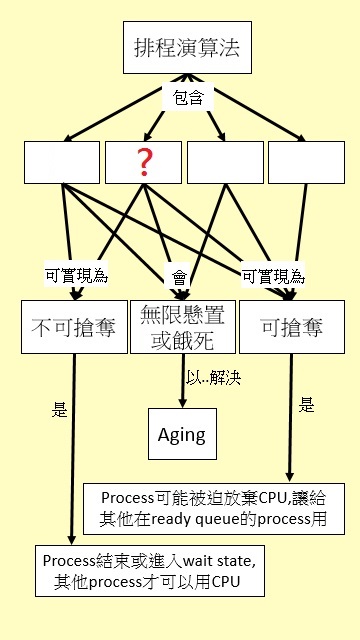 排程演算法
包含
?
可實現為
會
可實現為
不可搶奪
無限懸置
或餓死
可搶奪
以..解決
是
是
Aging
Process可能被迫放棄CPU,讓給
其他在ready queue的process用
Process結束或進入wait state,
其他process才可以用CPU